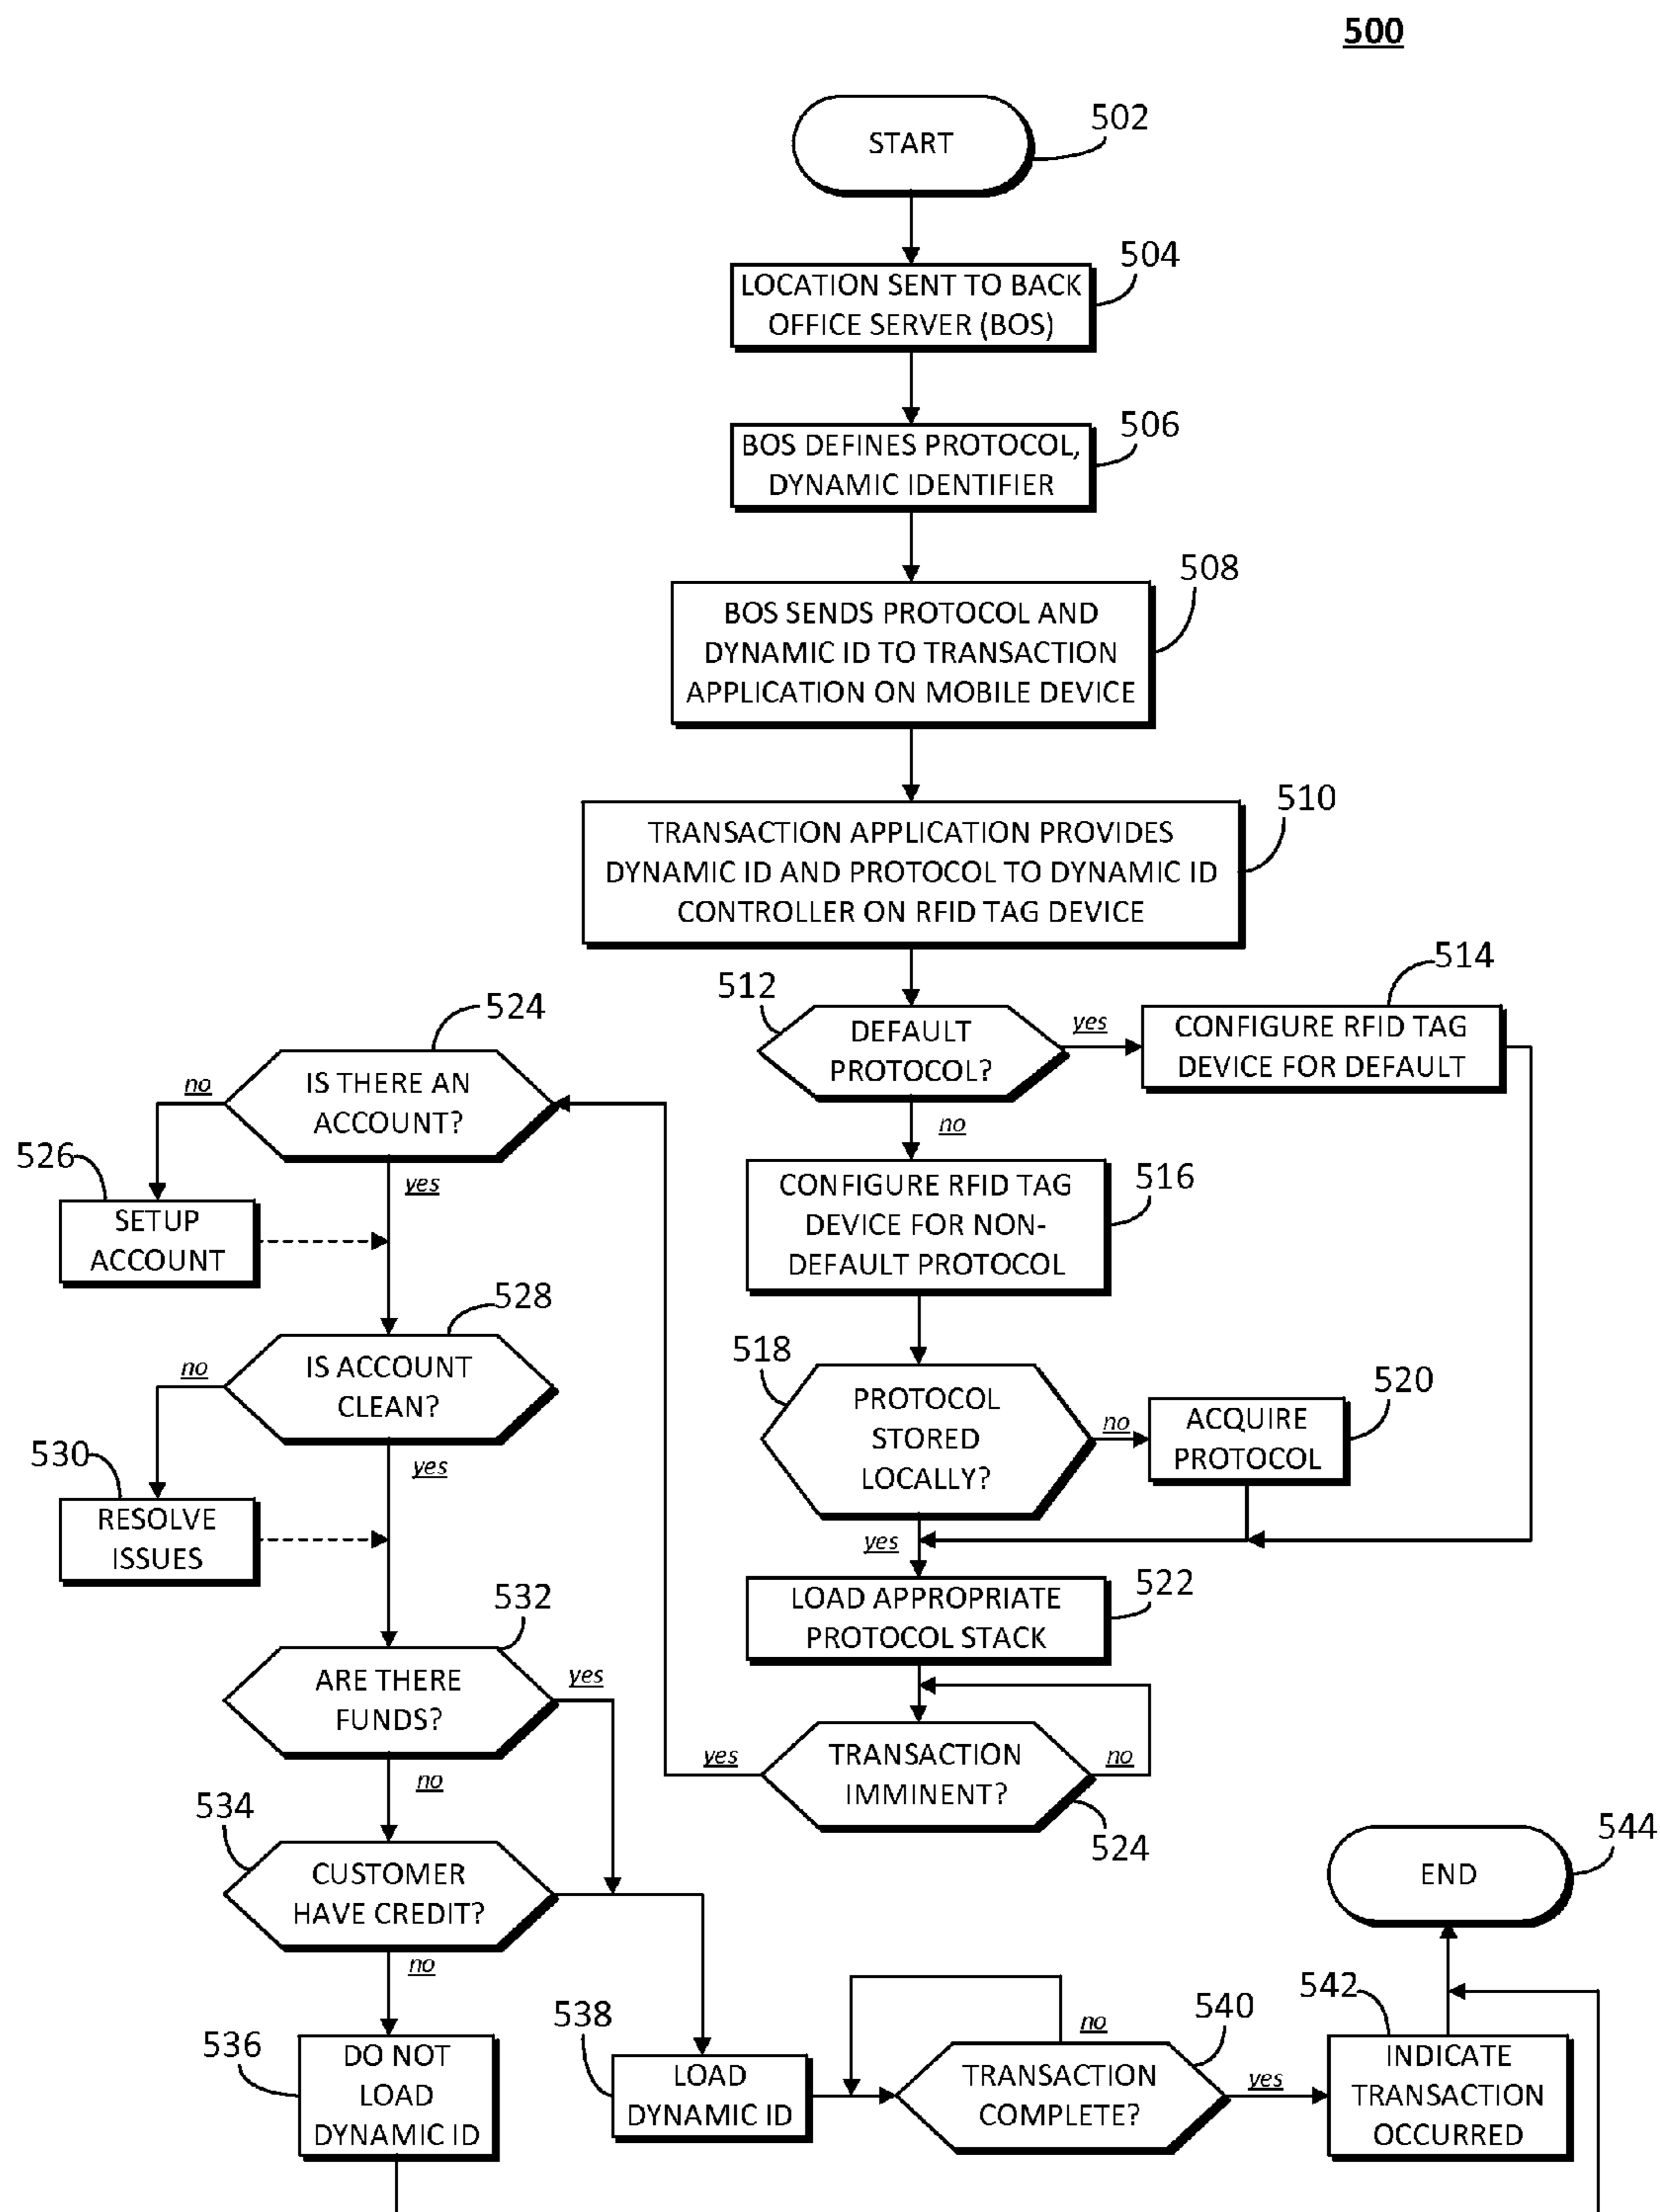 500
START
502
LOCATION SENT TO BACK
OFFICE SERVER (BOS)
504
BOS DEFINES PROTOCOL,
DYNAMIC IDENTIFIER
506
BOS SENDS PROTOCOL AND
DYNAMIC ID TO TRANSACTION
APPLICATION ON MOBILE DEVICE
508
TRANSACTION APPLICATION PROVIDES
DYNAMIC ID AND PROTOCOL TO DYNAMIC ID
CONTROLLER ON RFID TAG DEVICE
510
512
DEFAULT
PROTOCOL?
yes
no
514
CONFIGURE RFID TAG
DEVICE FOR DEFAULT
CONFIGURE RFID TAG
DEVICE FOR NON-
DEFAULT PROTOCOL
516
518
PROTOCOL
STORED
LOCALLY?
no
yes
520
ACQUIRE
PROTOCOL
LOAD APPROPRIATE
PROTOCOL STACK
522
TRANSACTION
IMMINENT?
yes
no
524
524
IS THERE AN
ACCOUNT?
no
yes
526
SETUP
ACCOUNT
528
IS ACCOUNT
CLEAN?
no
yes
530
RESOLVE
ISSUES
532
ARE THERE
FUNDS?
yes
no
534
CUSTOMER
HAVE CREDIT?
no
536
DO NOT
LOAD
DYNAMIC ID
538
LOAD
DYNAMIC ID
540
TRANSACTION
COMPLETE?
no
yes
542
INDICATE
TRANSACTION
OCCURRED
END
544